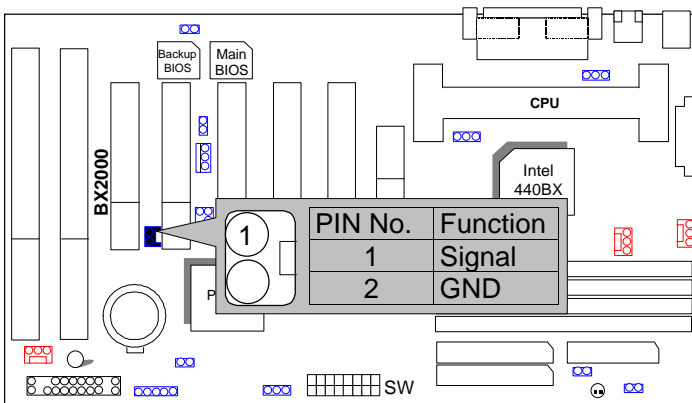 Backup
BIOS
Main
BIOS
CPU
BX2000
Intel
440BX
1
PIN No. Function
1 Signal
2 GND
P
SW